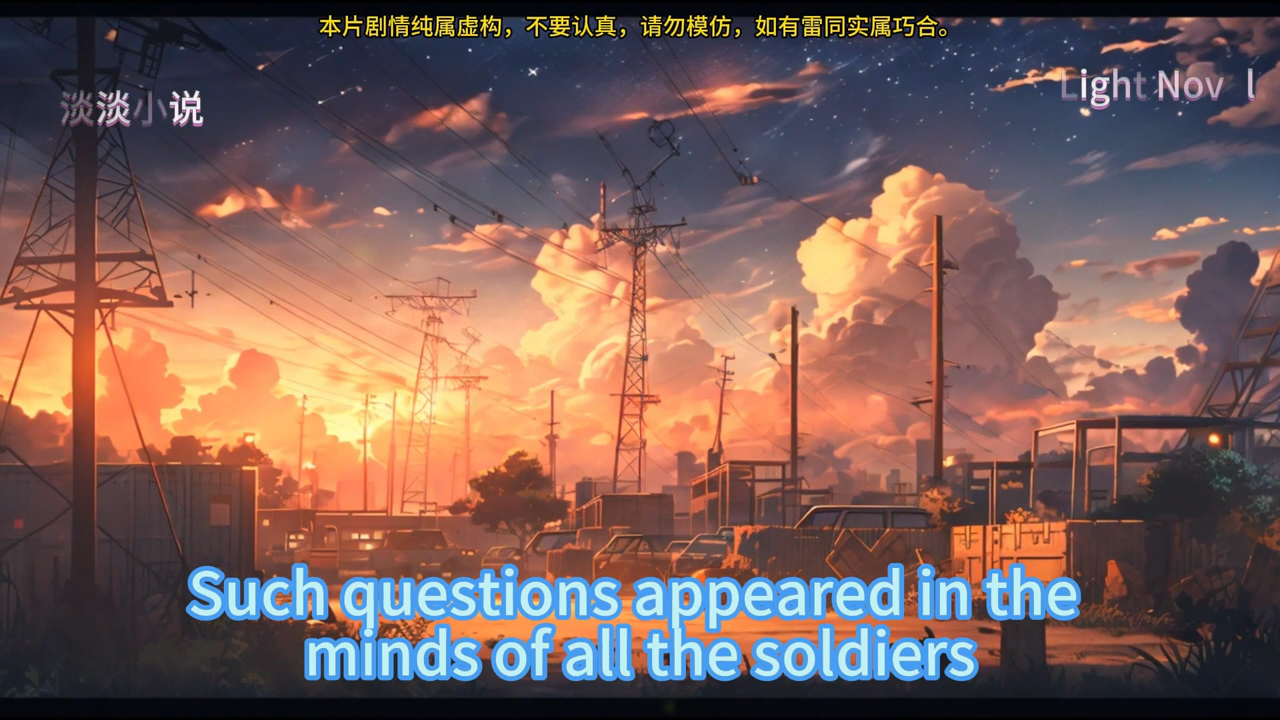 本片剧情纯属虚构，不要认真，请勿模仿，如有雷同实属巧合。
淡淡小说
Light Nov l
Such questions appeared in the
minds of all the soldiers